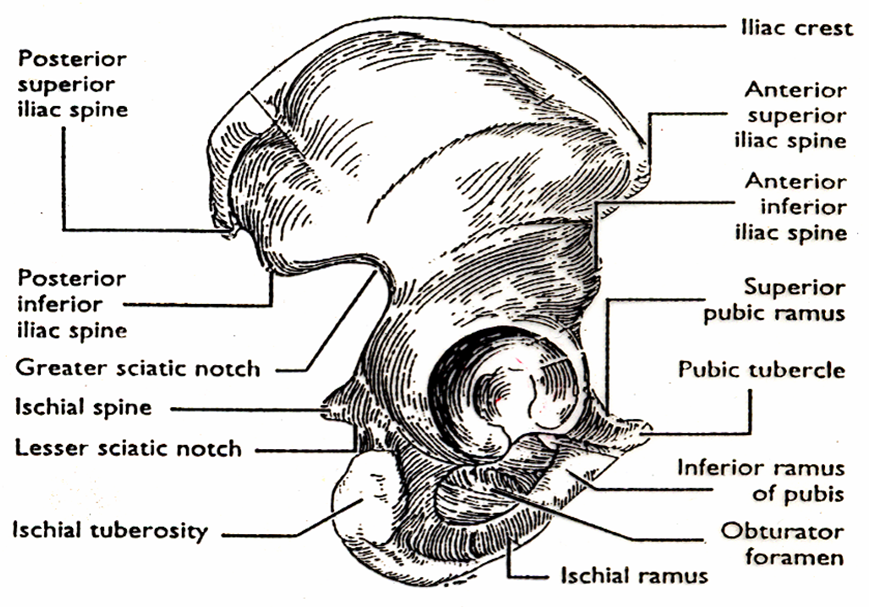 Posterior
superior
iliac spine
Posterior
inferior
iliac spine
Greater sciatic notch
Ischial spine
Lesser sciatic notch
Ischial tuberosity
Iliac crest
Anterior
superior
iliac spine
Anterior
inferior
iliac spine
Superior
pubic ramus
Pubic tubercle
Inferior ramus
of pubis
Obturator
foramen
Ischial ramus